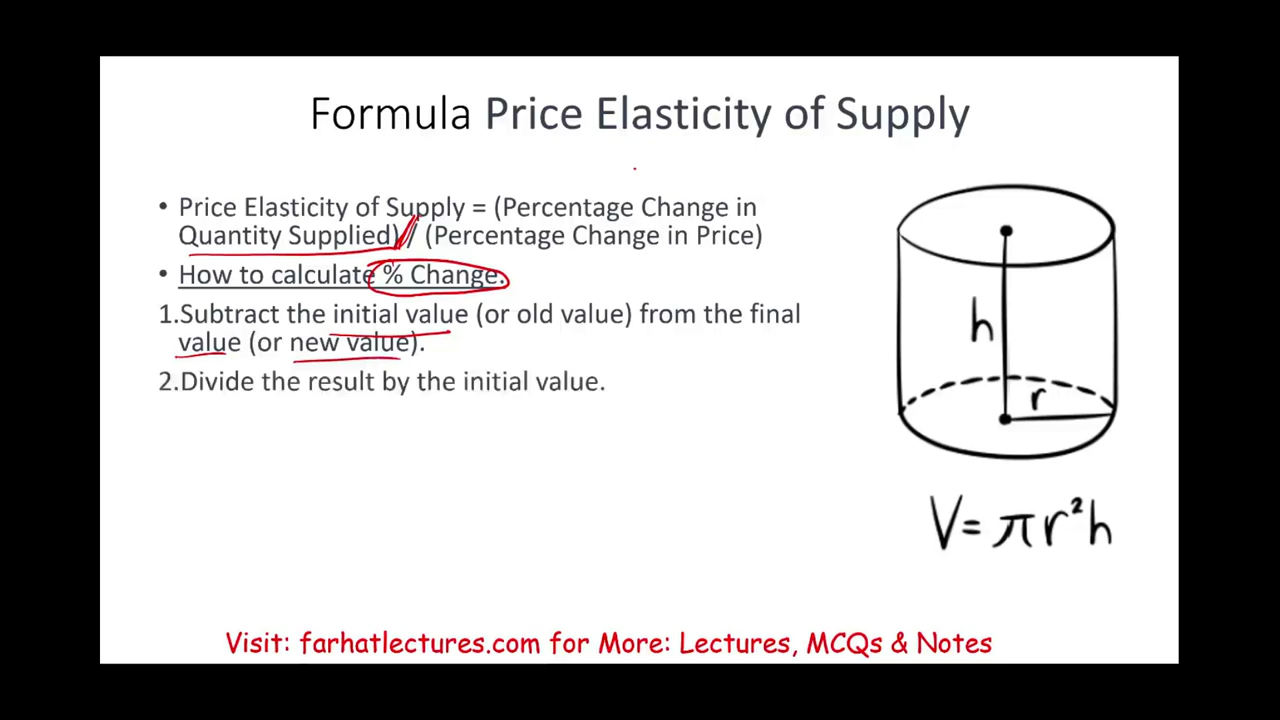 Formula Price Elasticity of Supply
• Price Elasticity of Supply = (Percentage Change in
Quantity Supplied) / (Percentage Change in Price)
• How to calculate % Change.
1.Subtract the initial value (or old value) from the final
value (or new value).
2.Divide the result by the initial value.
h
r
V= πr²h
Visit: farhatlectures.com for More: Lectures, MCQs & Notes